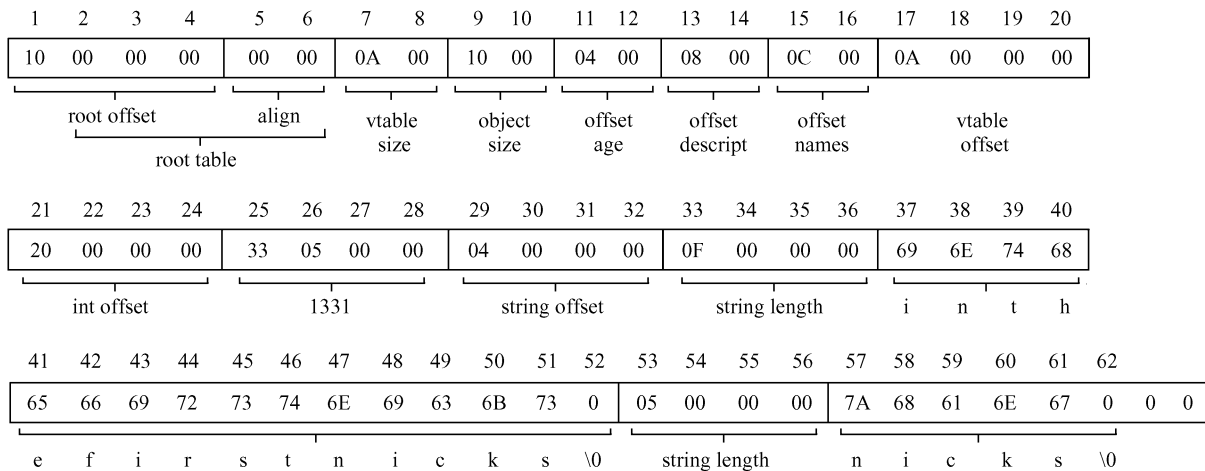 1 2 3 4 5 6 7 8 9 10 11 12 13 14 15 16 17 18 19 20
10 00 00 00 00 00 0A 00 10 00 04 00 08 00 0C 00 0A 00 00 00
root offset align vtable size object size offset age offset descript offset names vtable offset
root table
21 22 23 24 25 26 27 28 29 30 31 32 33 34 35 36 37 38 39 40
20 00 00 00 33 05 00 00 04 00 00 00 0F 00 00 00 69 6E 74 68
int offset 1331 string offset string length i n t h
41 42 43 44 45 46 47 48 49 50 51 52 53 54 55 56 57 58 59 60 61 62
65 66 69 72 73 74 6E 69 63 6B 73 0 05 00 00 00 7A 68 61 6E 67 0 0 0
e f i r s t n i c k s \0 string length n i c k s \0